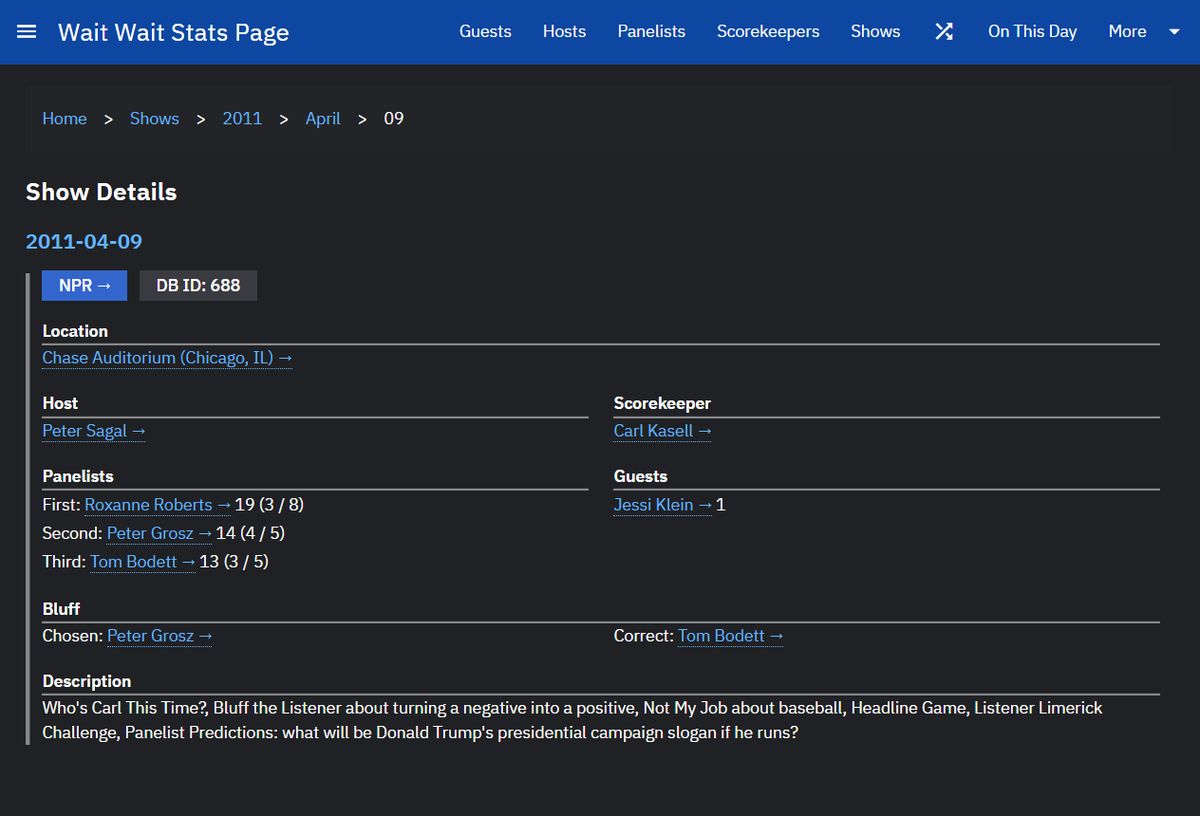 Wait Wait Stats Page
Guests Hosts Panelists Scorekeepers Shows On This Day More
Home > Shows > 2011 > April > 09
Show Details
2011-04-09
NPR → DB ID: 688
Location
Chase Auditorium (Chicago, IL) →
Host
Peter Sagal →
Scorekeeper
Carl Kasell →
Panelists
First: Roxanne Roberts → 19 (3 / 8)
Second: Peter Grosz → 14 (4 / 5)
Third: Tom Bodett → 13 (3 / 5)
Guests
Jessi Klein → 1
Bluff
Chosen: Peter Grosz →
Correct: Tom Bodett →
Description
Who's Carl This Time?, Bluff the Listener about turning a negative into a positive, Not My Job about baseball, Headline Game, Listener Limerick
Challenge, Panelist Predictions: what will be Donald Trump's presidential campaign slogan if he runs?